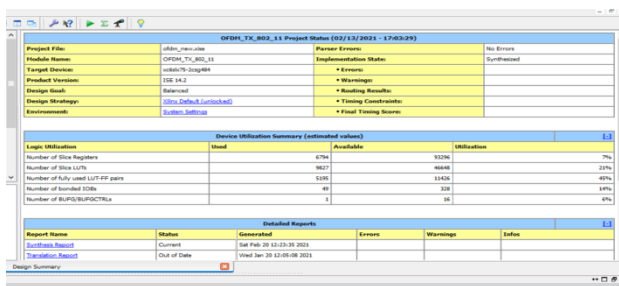 OFDM_TX_802_11 Project Status (02/13/2021 - 17:03:29)
Project File: ofdm_new.xise Parser Errors: No Errors
Module Name: OFDM_TX_802_11 Implementation State: Synthesized
Target Device: xc6slx75-2csg484 • Errors:
Product Version: ISE 14.2 • Warnings:
Design Goal: Balanced • Routing Results:
Design Strategy: Xilinx Default (unlocked) • Timing Constraints:
Environment: System Settings • Final Timing Score:
Device Utilization Summary (estimated values) [-]
Logic Utilization Used Available Utilization
Number of Slice Registers 6794 93296 7%
Number of Slice LUTs 9827 46648 21%
Number of fully used LUT-FF pairs 5195 11426 45%
Number of bonded IOBs 49 328 14%
Number of BUFG/BUFGCTRLs 1 16 6%
Detailed Reports [-]
Report Name Status Generated Errors Warnings Infos
Synthesis Report Current Sat Feb 20 12:23:35 2021
Translation Report Out of Date Wed Jan 20 12:05:08 2021
Design Summary